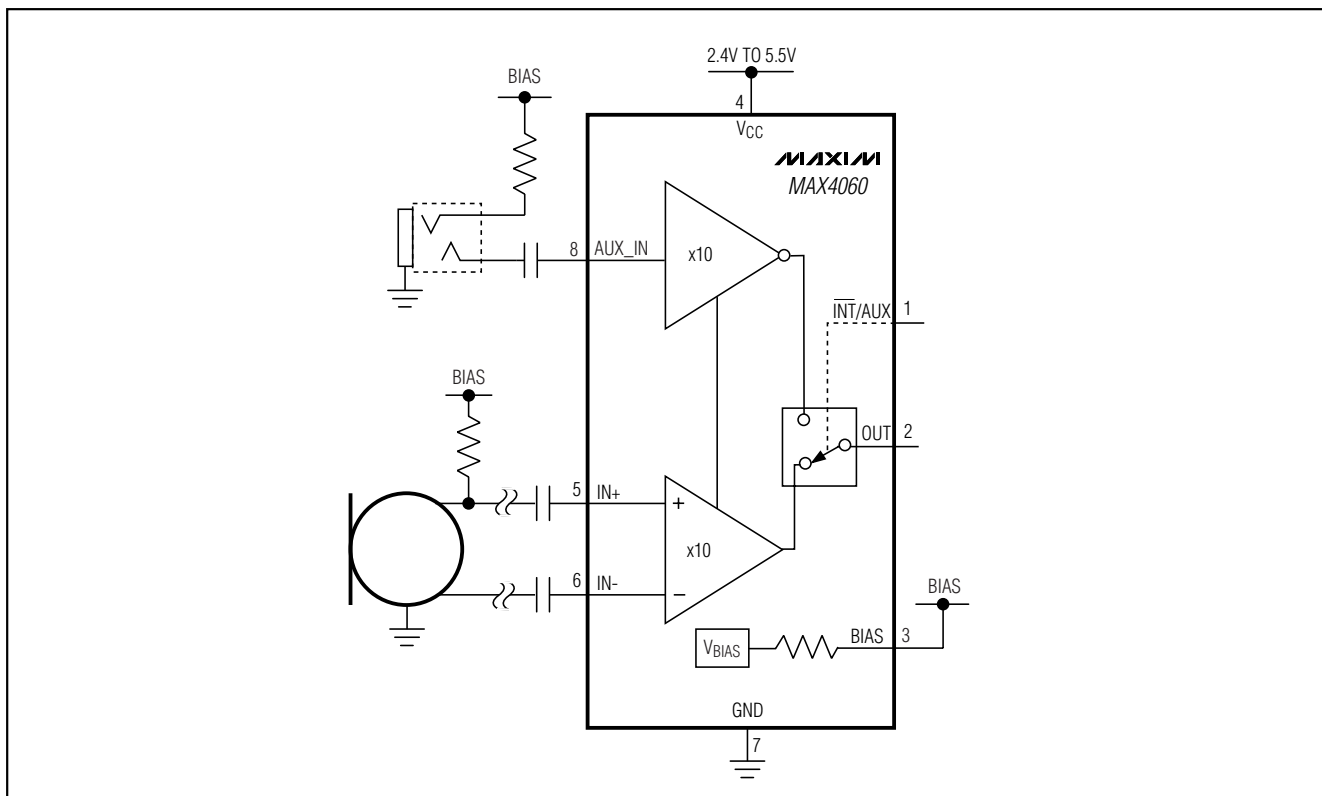 2.4V TO 5.5V
BIAS
4
VCC
MAXIM
MAX4060
8 AUX_IN
x10
INT/AUX 1
BIAS
OUT 2
5 IN+
+
x10
6 IN-
−
BIAS
VBIAS
BIAS 3
GND
7